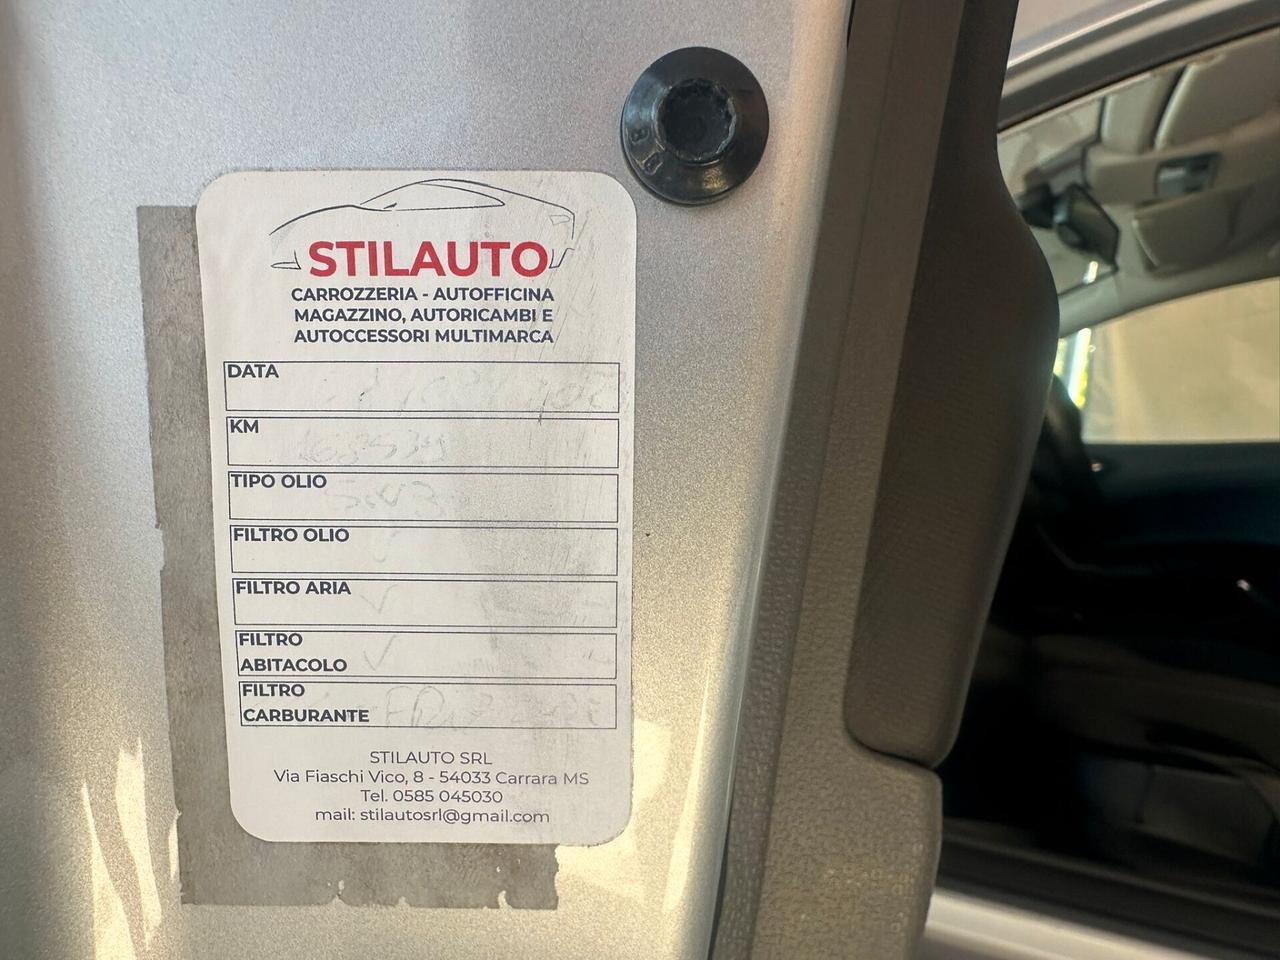 STILAUTO
CARROZZERIA - AUTOFFICINA
MAGAZZINO, AUTORICAMBI E
AUTOCCESSORI MULTIMARCA
DATA
KM
TIPO OLIO
FILTRO OLIO
FILTRO ARIA
FILTRO
ABITACOLO
FILTRO
CARBURANTE
STILAUTO SRL
Via Fiaschi Vico, 8 - 54033 Carrara MS
Tel. 0585 045030
mail: stilautosrl@gmail.com